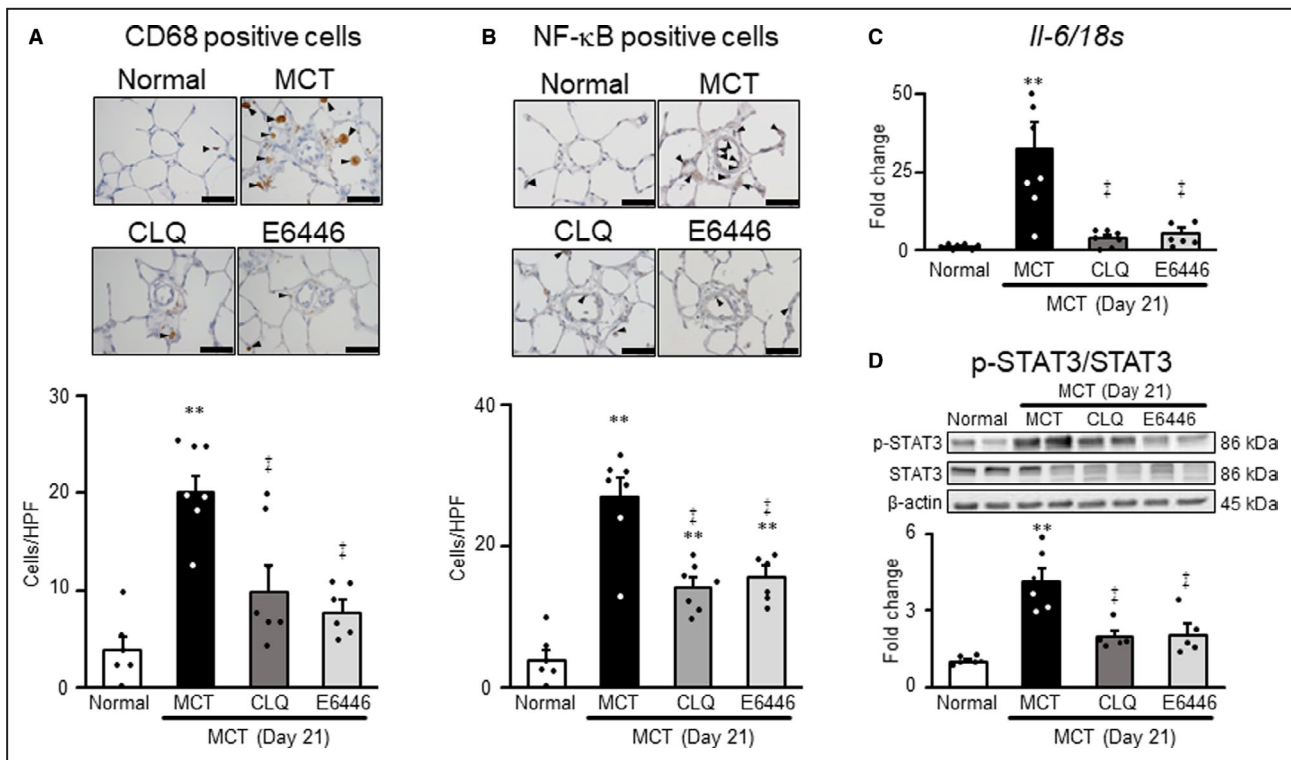 A
CD68 positive cells
Normal MCT
CLQ E6446
30
20
10
0
Cells/HPF
**
‡
‡
Normal MCT CLQ E6446
MCT (Day 21)
B
NF-κB positive cells
Normal MCT
CLQ E6446
40
20
0
Cells/HPF
**
‡
**
‡
**
Normal MCT CLQ E6446
MCT (Day 21)
C
Il-6/18s
50
25
0
Fold change
**
‡
‡
Normal MCT CLQ E6446
MCT (Day 21)
D
p-STAT3/STAT3
MCT (Day 21)
Normal MCT CLQ E6446
p-STAT3 86 kDa
STAT3 86 kDa
β-actin 45 kDa
6
3
0
Fold change
**
‡
‡
Normal MCT CLQ E6446
MCT (Day 21)